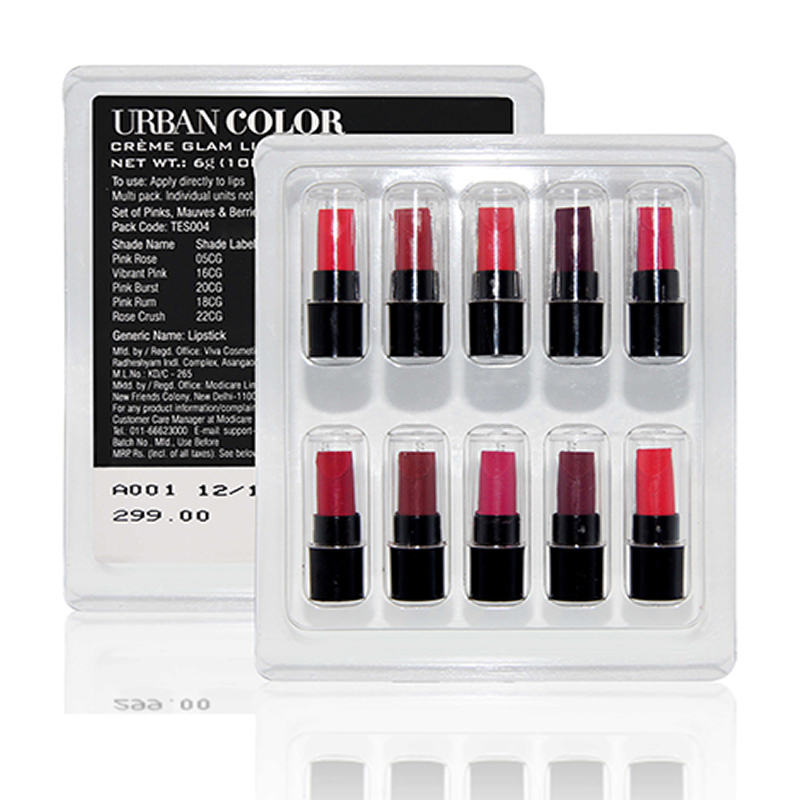 URBAN COLOR
CRÈME GLAM LI
NET WT.: 6g (10
To use: Apply directly to lips
Multi pack. Individual units not
Set of Pinks, Mauves & Berrie
Pack Code: TES004
Shade Name Shade Label
Pink Rose 05CG
Vibrant Pink 16CG
Pink Burst 20CG
Pink Rum 18CG
Rose Crush 22CG
Generic Name: Lipstick
Mfd. by / Regd. Office: Viva Cosmeti
Radheshyam Indl. Complex, Asangao
M.L.No.: KD/C - 265
Mktd. by / Regd. Office: Modicare Lim
New Friends Colony, New Delhi-1100
For any product information/complain
Customer Care Manager at Modicare
Tel.: 011-66623000 E-mail: support-
Batch No., Mfd., Use Before
MRP Rs. (Incl. of all taxes). See below
A001 12/1
299.00